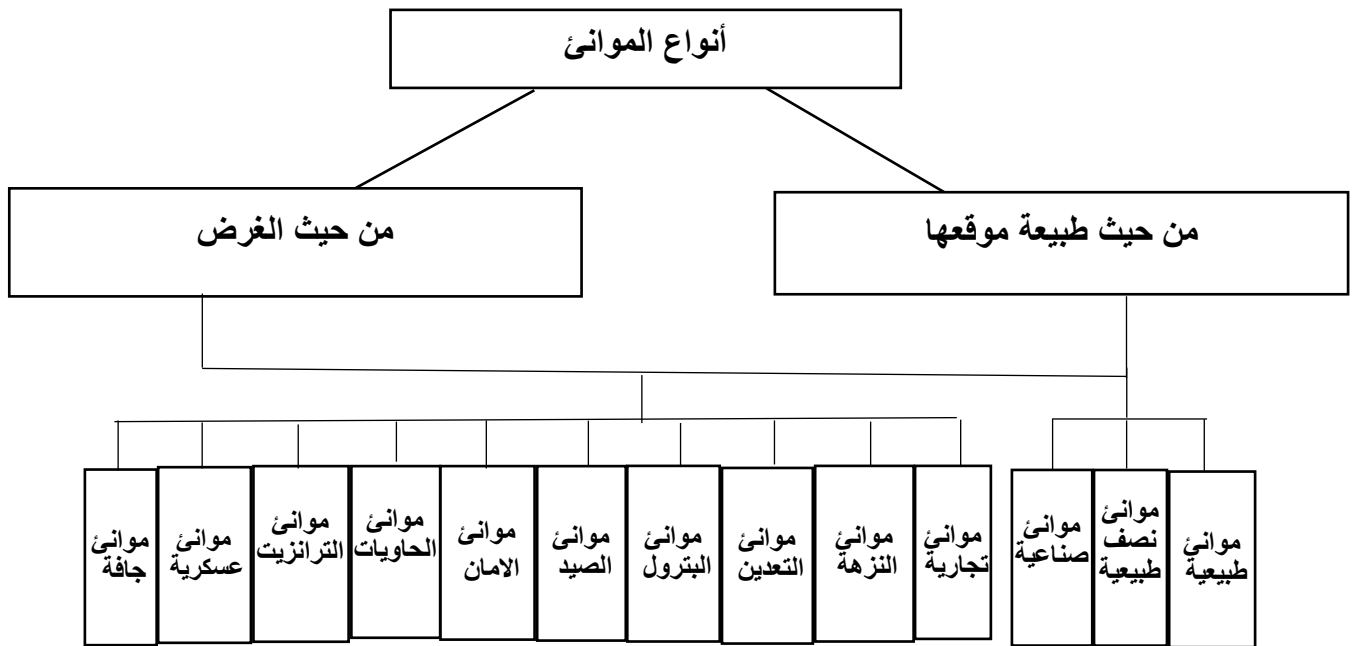 أنواع الموانئ
من حيث طبيعة موقعها
من حيث الغرض
موانئ
طبيعية
موانئ
نصف
طبيعية
موانئ
صناعية
موانئ
تجارية
موانئ
النزهة
موانئ
التعدين
موانئ
البترول
موانئ
الصيد
موانئ
الامان
موانئ
الحاويات
موانئ
الترانزيت
موانئ
عسكرية
موانئ
جافة